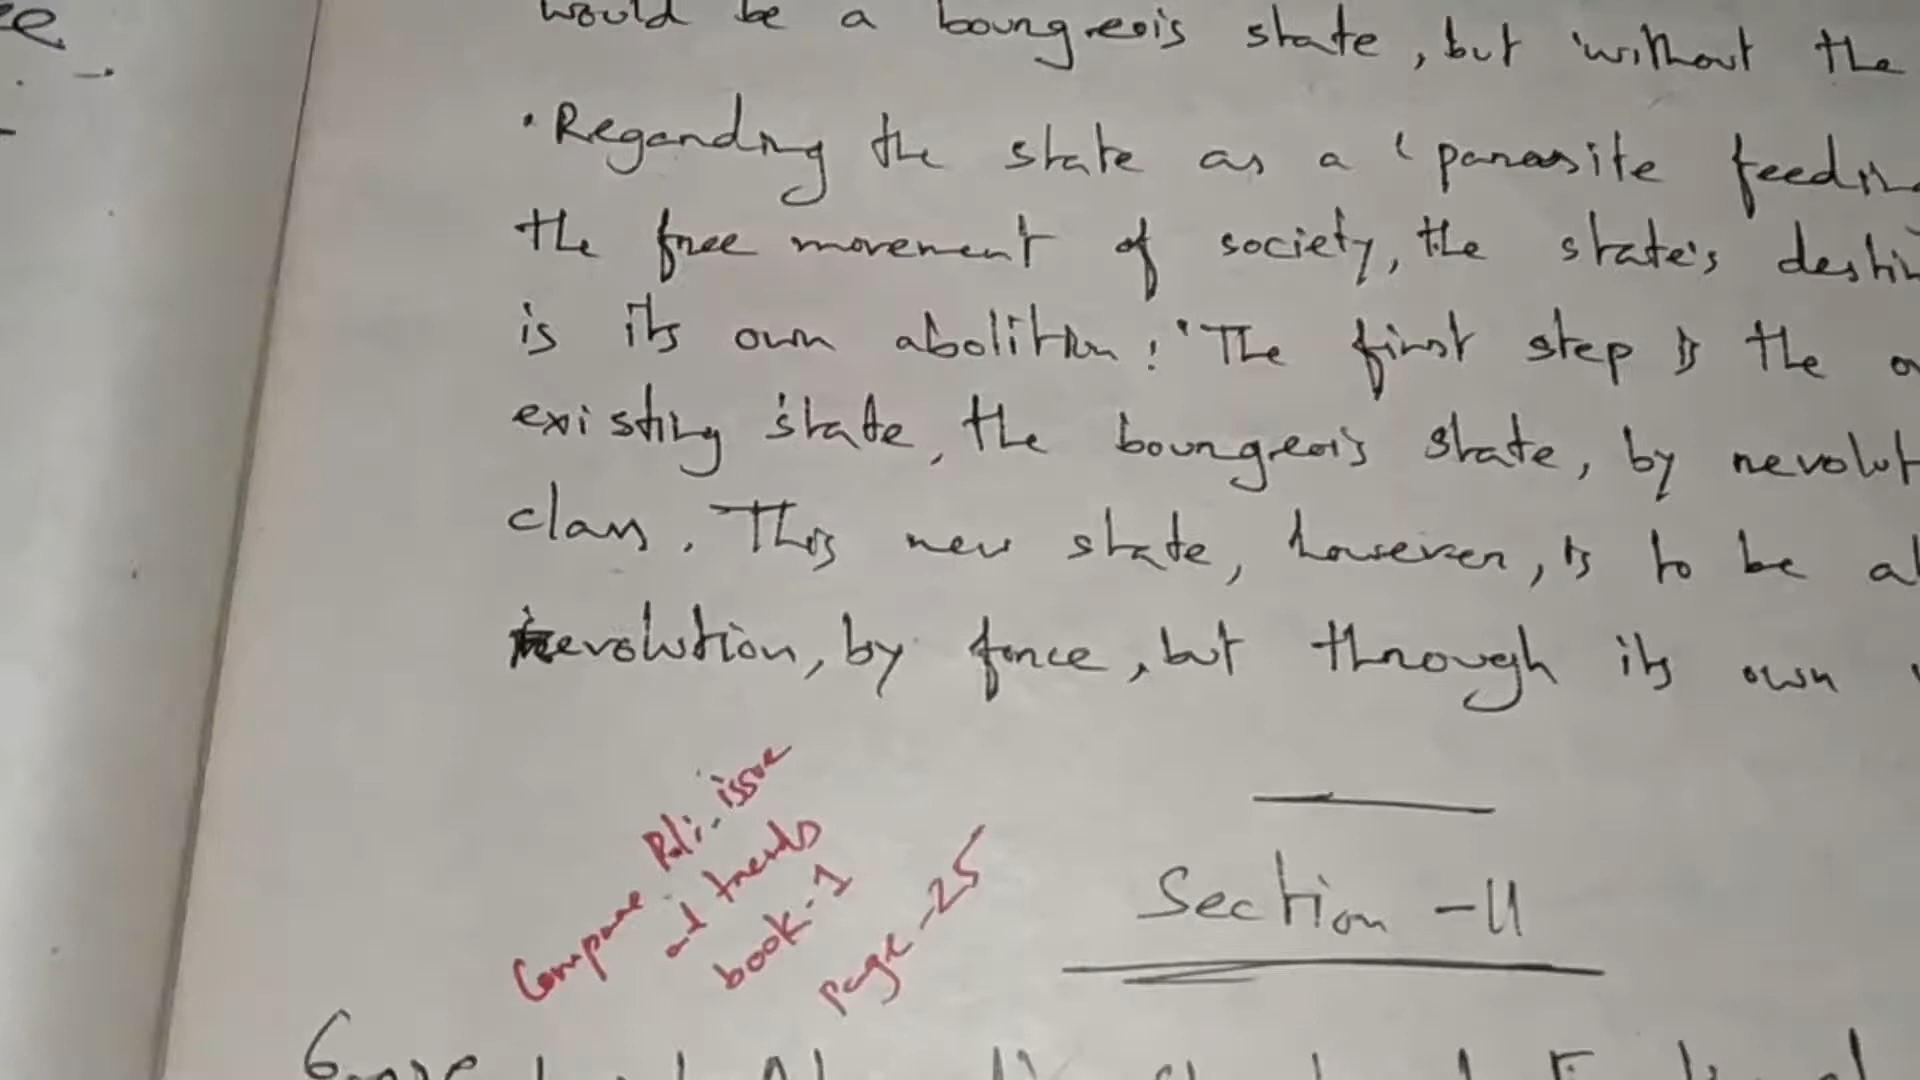 would be a bourgeois state, but without the
• Regarding the state as a 'parasite feeding
the free movement of society, the state's destin
is its own abolition! 'The first step is the o
existing state, the bourgeois state, by revolut
class. This new state, however, is to be al
revolution, by force, but through its own
Compare Poli. issue
and trends
book-1
page-25
Section -II